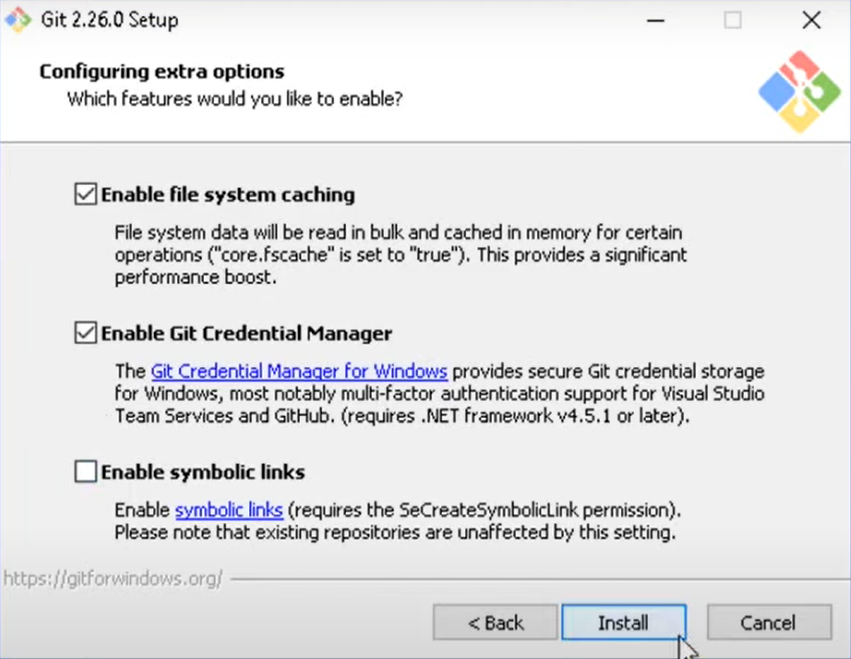 Git 2.26.0 Setup
Configuring extra options
Which features would you like to enable?
Enable file system caching
File system data will be read in bulk and cached in memory for certain
operations ("core.fscache" is set to "true"). This provides a significant
performance boost.
Enable Git Credential Manager
The Git Credential Manager for Windows provides secure Git credential storage
for Windows, most notably multi-factor authentication support for Visual Studio
Team Services and GitHub. (requires .NET framework v4.5.1 or later).
Enable symbolic links
Enable symbolic links (requires the SeCreateSymbolicLink permission).
Please note that existing repositories are unaffected by this setting.
https://gitforwindows.org/
< Back Install Cancel